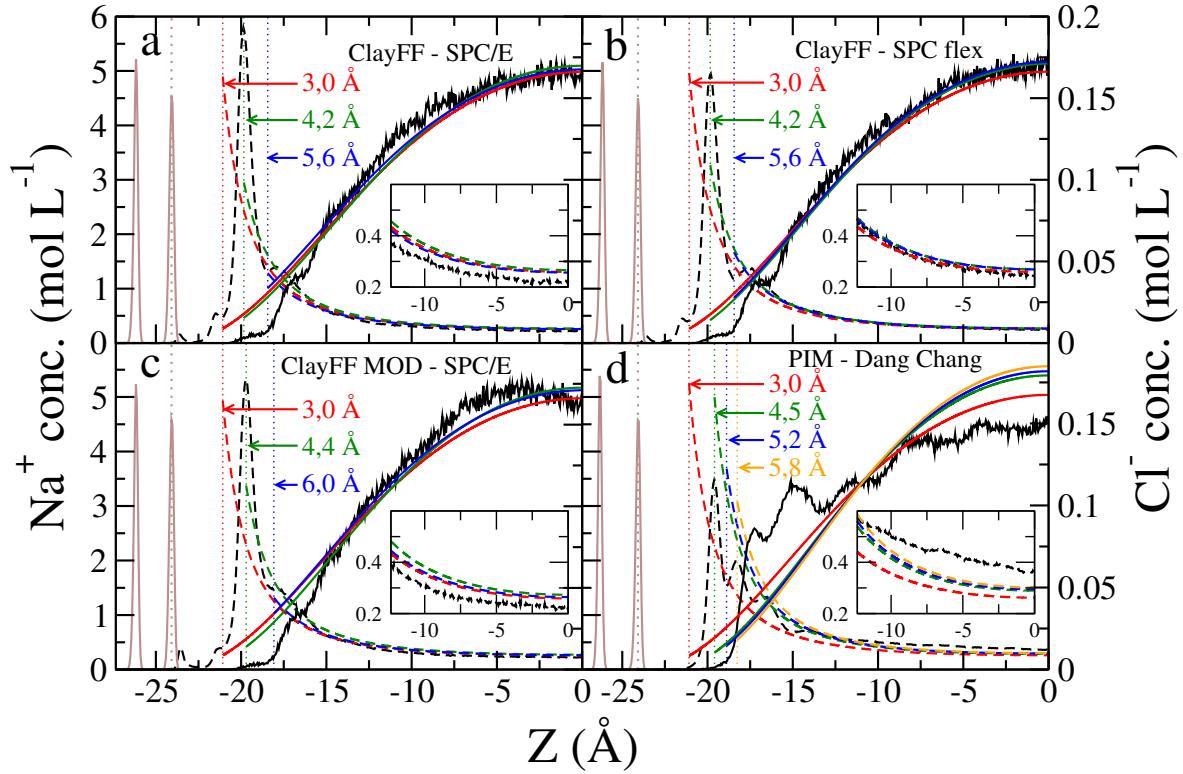 a
ClayFF - SPC/E
3,0 Å
4,2 Å
5,6 Å
0
1
2
3
4
5
6
0.2
0.4
-10
-5
0
b
ClayFF - SPC flex
3,0 Å
4,2 Å
5,6 Å
0
0.05
0.1
0.15
0.2
0.2
0.4
-10
-5
0
c
ClayFF MOD - SPC/E
3,0 Å
4,4 Å
6,0 Å
0
1
2
3
4
5
0.2
0.4
-10
-5
0
-25
-20
-15
-10
-5
0
d
PIM - Dang Chang
3,0 Å
4,5 Å
5,2 Å
5,8 Å
0
0.05
0.1
0.15
0.2
0.4
-10
-5
0
-25
-20
-15
-10
-5
0
Na+ conc. (mol L-1)
Cl- conc. (mol L-1)
Z (Å)